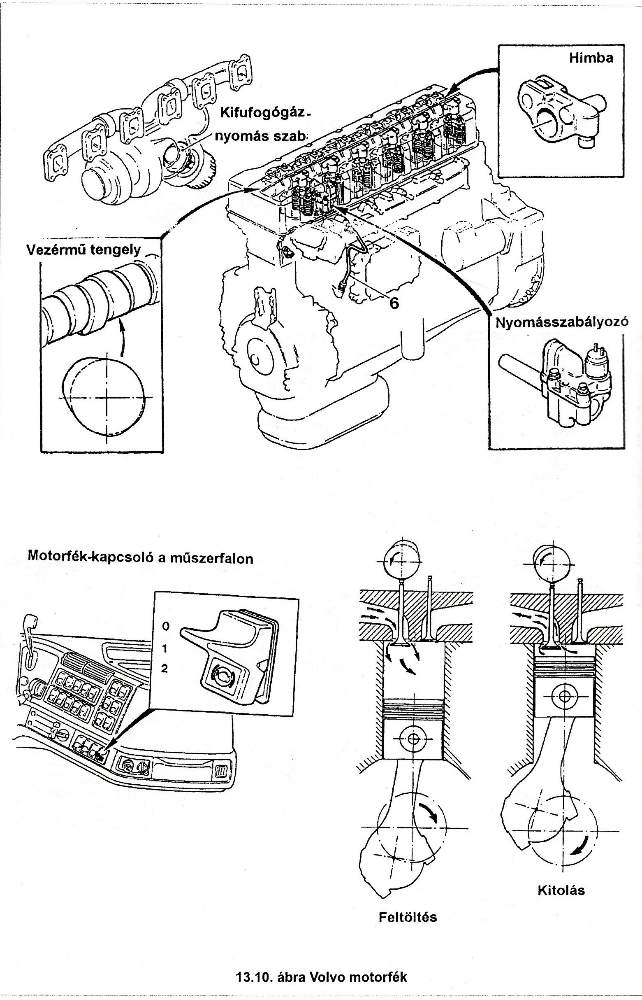 Himba
Kifufogógáz-
nyomás szab.
Vezérmű tengely
6
Nyomásszabályozó
Motorfék-kapcsoló a műszerfalon
0
1
2
Kitolás
Feltöltés
13.10. ábra Volvo motorfék